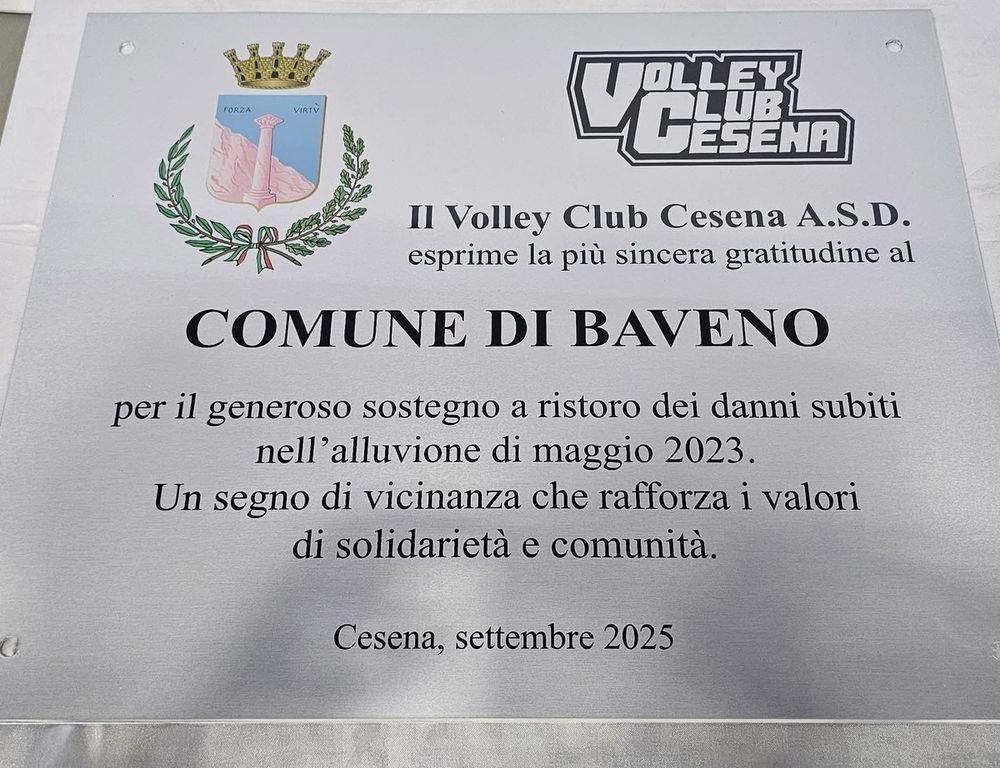 FORZA VIRTÙ
VOLLEY
CLUB
CESENA
Il Volley Club Cesena A.S.D.
esprime la più sincera gratitudine al
COMUNE DI BAVENO
per il generoso sostegno a ristoro dei danni subiti
nell’alluvione di maggio 2023.
Un segno di vicinanza che rafforza i valori
di solidarietà e comunità.
Cesena, settembre 2025